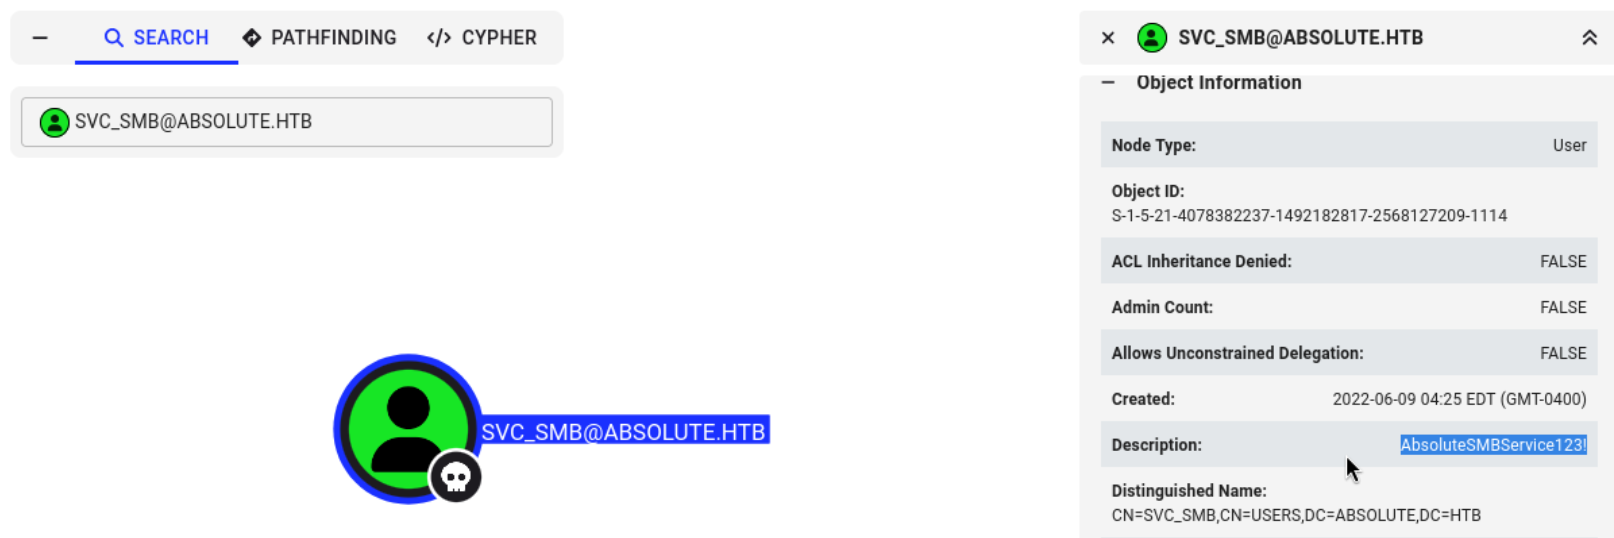 SEARCH
PATHFINDING
</> CYPHER
SVC_SMB@ABSOLUTE.HTB
SVC_SMB@ABSOLUTE.HTB
SVC_SMB@ABSOLUTE.HTB
Object Information
Node Type: User
Object ID:
S-1-5-21-4078382237-1492182817-2568127209-1114
ACL Inheritance Denied: FALSE
Admin Count: FALSE
Allows Unconstrained Delegation: FALSE
Created: 2022-06-09 04:25 EDT (GMT-0400)
Description: AbsoluteSMBService123!
Distinguished Name:
CN=SVC_SMB,CN=USERS,DC=ABSOLUTE,DC=HTB